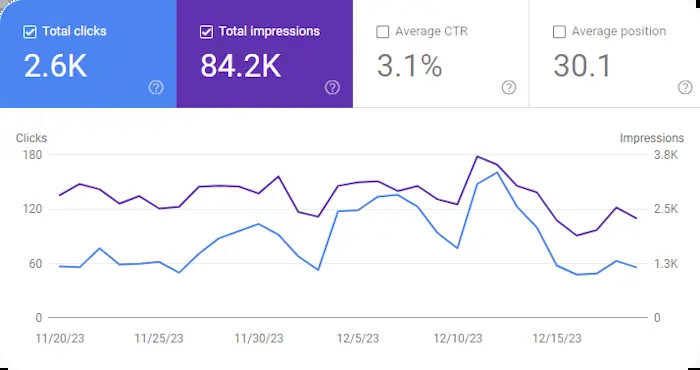 Total clicks
2.6K
Total impressions
84.2K
Average CTR
3.1%
Average position
30.1
Clicks
Impressions
180
120
60
0
3.8K
2.5K
1.3K
0
11/20/23 11/25/23 11/30/23 12/5/23 12/10/23 12/15/23